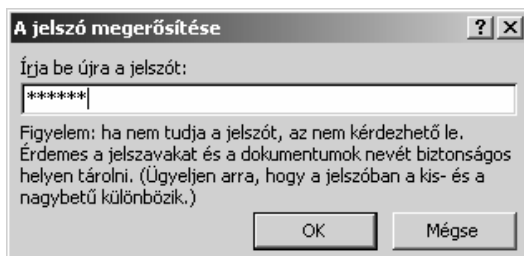 A jelszó megerősítése
Írja be újra a jelszót:
******
Figyelem: ha nem tudja a jelszót, az nem kérdezhető le.
Érdemes a jelszavakat és a dokumentumok nevét biztonságos
helyen tárolni. (Ügyeljen arra, hogy a jelszóban a kis- és a
nagybetű különbözik.)
OK Mégse